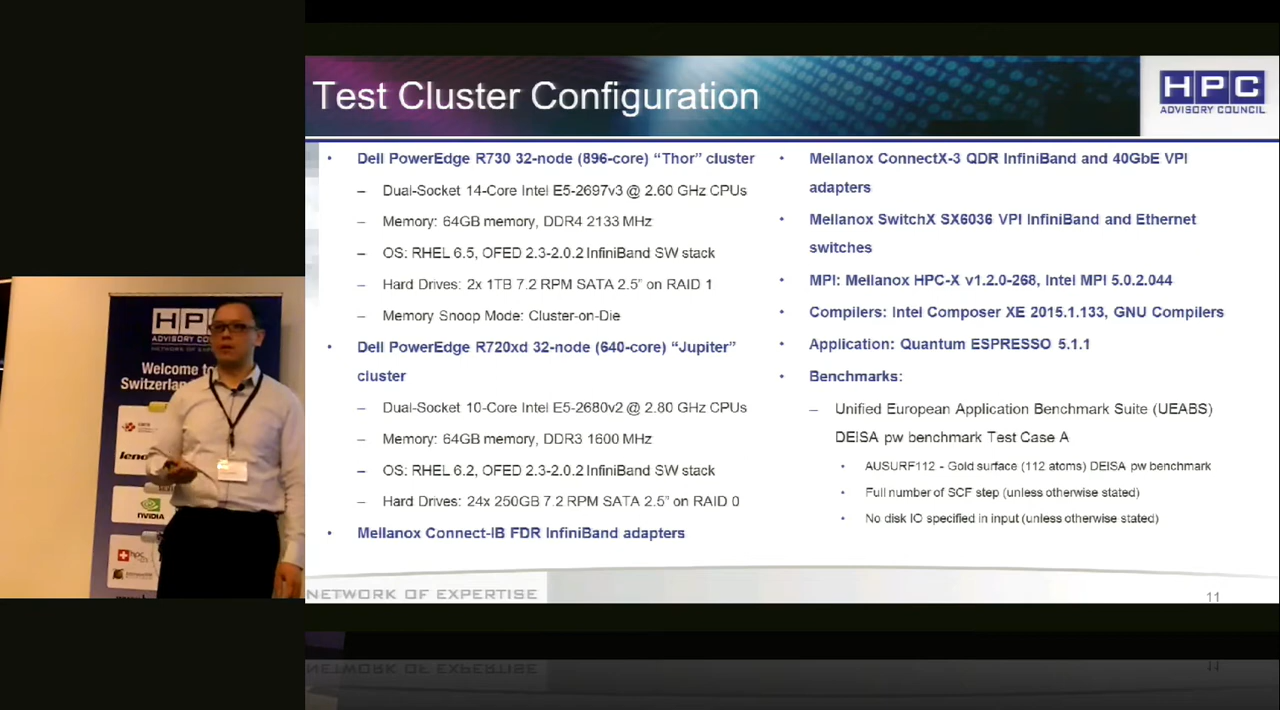 Test Cluster Configuration
HPC
ADVISORY COUNCIL
• Dell PowerEdge R730 32-node (896-core) “Thor” cluster
– Dual-Socket 14-Core Intel E5-2697v3 @ 2.60 GHz CPUs
– Memory: 64GB memory, DDR4 2133 MHz
– OS: RHEL 6.5, OFED 2.3-2.0.2 InfiniBand SW stack
– Hard Drives: 2x 1TB 7.2 RPM SATA 2.5” on RAID 1
– Memory Snoop Mode: Cluster-on-Die
• Dell PowerEdge R720xd 32-node (640-core) “Jupiter”
cluster
– Dual-Socket 10-Core Intel E5-2680v2 @ 2.80 GHz CPUs
– Memory: 64GB memory, DDR3 1600 MHz
– OS: RHEL 6.2, OFED 2.3-2.0.2 InfiniBand SW stack
– Hard Drives: 24x 250GB 7.2 RPM SATA 2.5” on RAID 0
• Mellanox Connect-IB FDR InfiniBand adapters
• Mellanox ConnectX-3 QDR InfiniBand and 40GbE VPI
adapters
• Mellanox SwitchX SX6036 VPI InfiniBand and Ethernet
switches
• MPI: Mellanox HPC-X v1.2.0-268, Intel MPI 5.0.2.044
• Compilers: Intel Composer XE 2015.1.133, GNU Compilers
• Application: Quantum ESPRESSO 5.1.1
• Benchmarks:
– Unified European Application Benchmark Suite (UEABS)
DEISA pw benchmark Test Case A
• AUSURF112 - Gold surface (112 atoms) DEISA pw benchmark
• Full number of SCF step (unless otherwise stated)
• No disk IO specified in input (unless otherwise stated)
NETWORK OF EXPERTISE
11
HPC
ADVISORY COUNC
NETWORK OF EXPE
Welcome to
Switzerland
NVIDIA
hpc